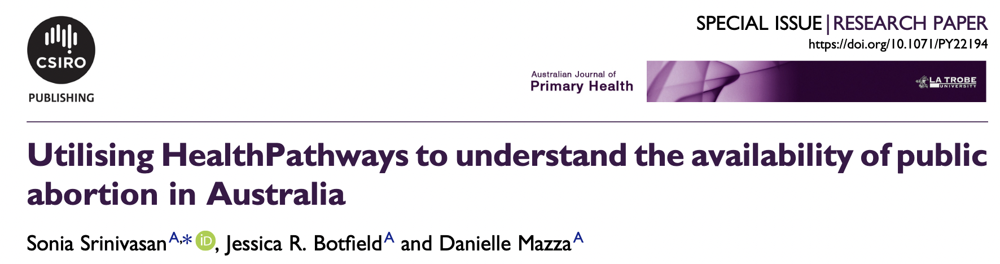 CSIRO
PUBLISHING
SPECIAL ISSUE | RESEARCH PAPER
https://doi.org/10.1071/PY22194
Australian Journal of
Primary Health
LA TROBE
UNIVERSITY
Utilising HealthPathways to understand the availability of public
abortion in Australia
Sonia Srinivasan A,* iD, Jessica R. Botfield A and Danielle Mazza A